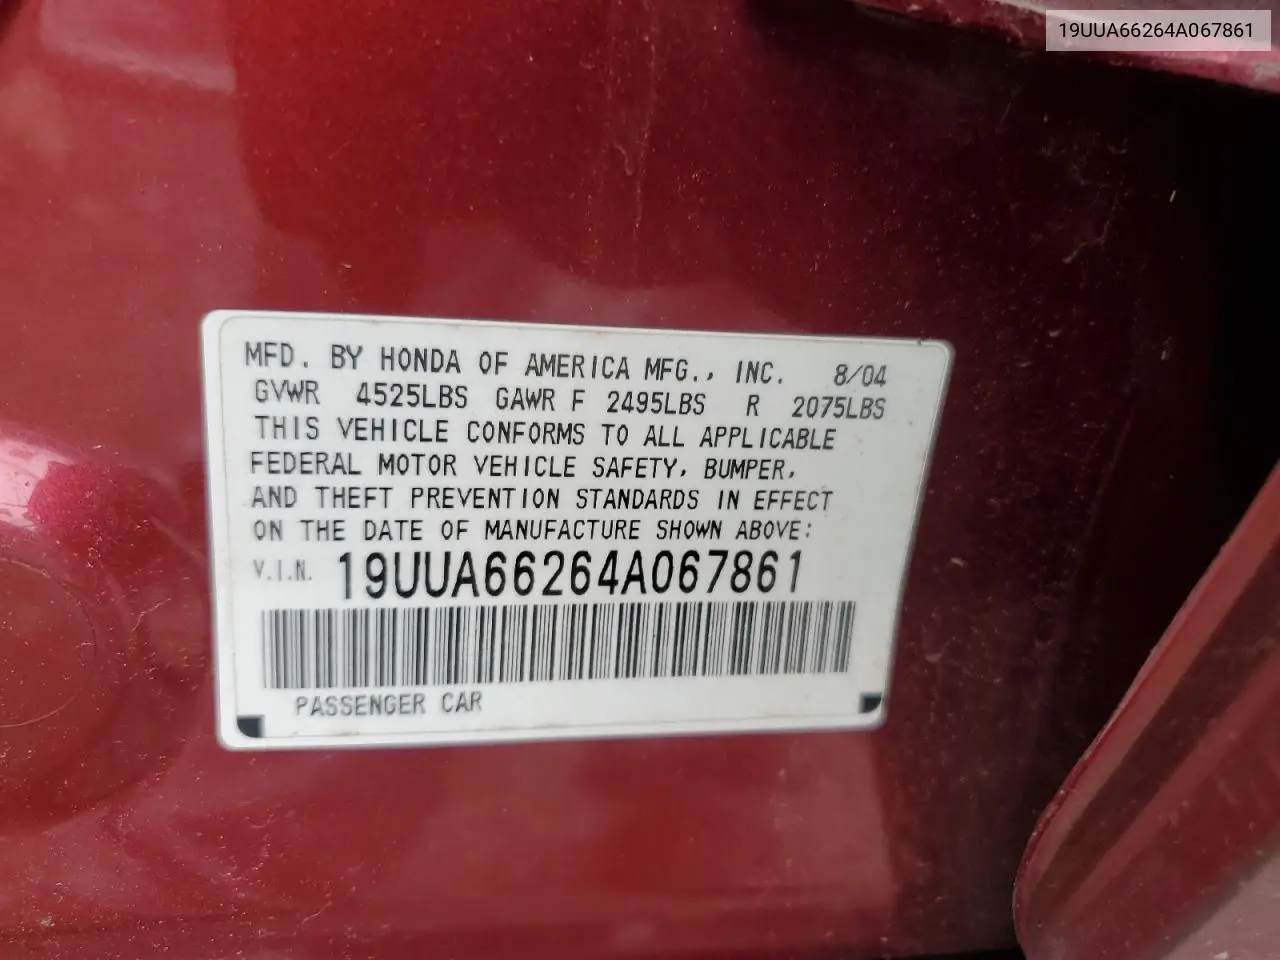 19UUA66264A067861
MFD. BY HONDA OF AMERICA MFG., INC. 8/04
GVWR 4525LBS GAWR F 2495LBS R 2075LBS
THIS VEHICLE CONFORMS TO ALL APPLICABLE
FEDERAL MOTOR VEHICLE SAFETY, BUMPER,
AND THEFT PREVENTION STANDARDS IN EFFECT
ON THE DATE OF MANUFACTURE SHOWN ABOVE:
V.I.N. 19UUA66264A067861
PASSENGER CAR